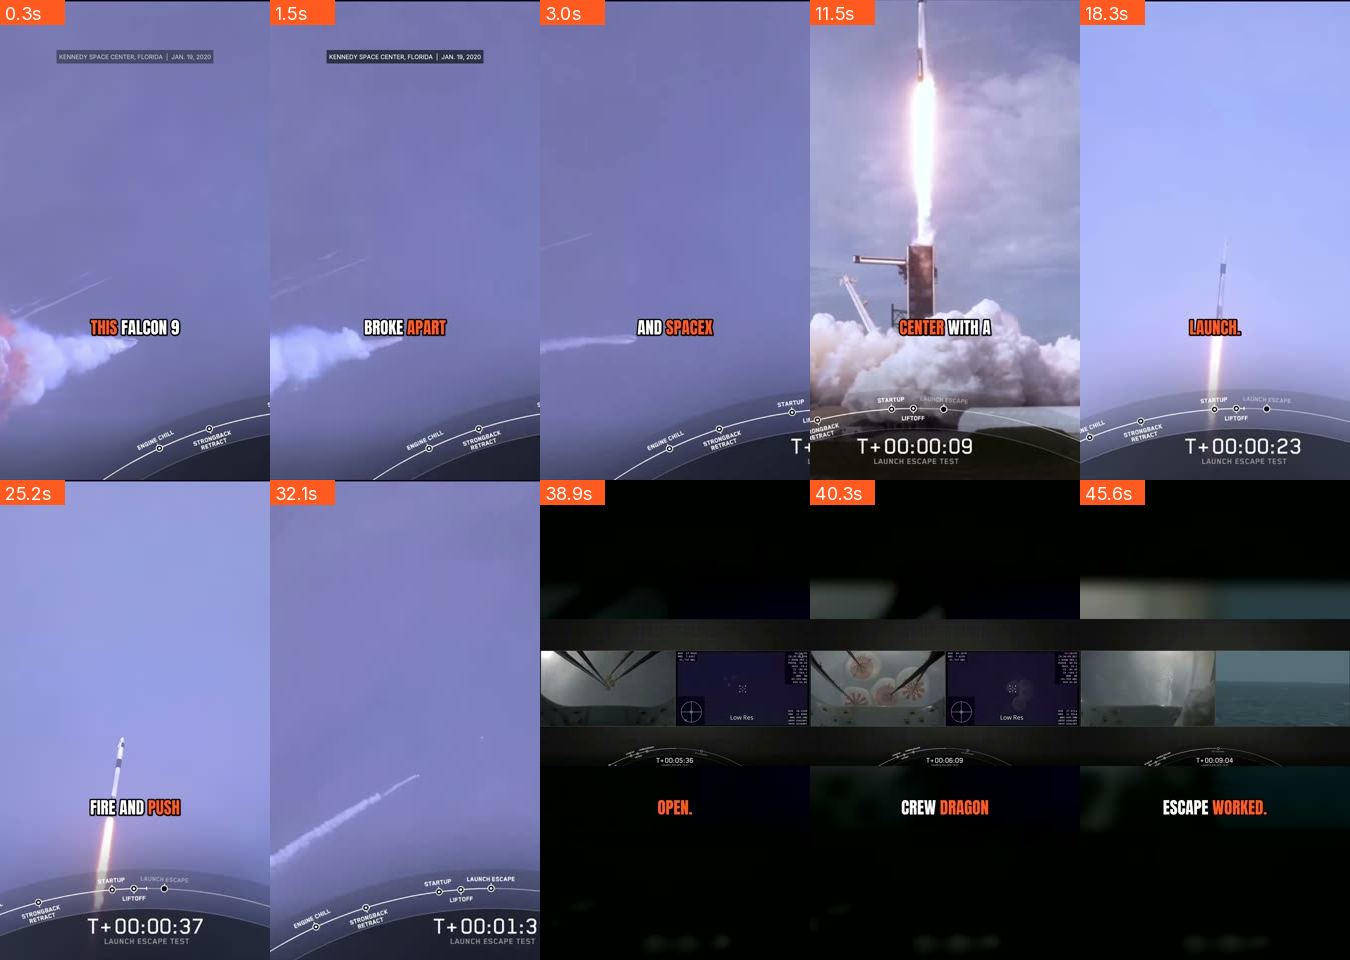 0.3s
KENNEDY SPACE CENTER, FLORIDA | JAN. 19, 2020
THIS FALCON 9
ENGINE CHILL
STRONGBACK
RETRACT
1.5s
KENNEDY SPACE CENTER, FLORIDA | JAN. 19, 2020
BROKE APART
ENGINE CHILL
STRONGBACK
RETRACT
3.0s
AND SPACEX
ENGINE CHILL
STRONGBACK
RETRACT
STARTUP
T+
11.5s
CENTER WITH A
STARTUP
LAUNCH ESCAPE
LIFTOFF
RETRACT
T+00:00:09
LAUNCH ESCAPE TEST
18.3s
LAUNCH.
STRONGBACK
RETRACT
STARTUP
LIFTOFF
T+00:00:23
LAUNCH ESCAPE TEST
25.2s
FIRE AND PUSH
STRONGBACK
RETRACT
STARTUP
LAUNCH ESCAPE
LIFTOFF
T+00:00:37
LAUNCH ESCAPE TEST
32.1s
ENGINE CHILL
STRONGBACK
RETRACT
STARTUP
LAUNCH ESCAPE
LIFTOFF
T+00:01:3
LAUNCH ESCAPE TEST
38.9s
Low Res
T+00:05:36
OPEN.
40.3s
Low Res
T+00:06:09
CREW DRAGON
45.6s
T+00:09:04
ESCAPE WORKED.